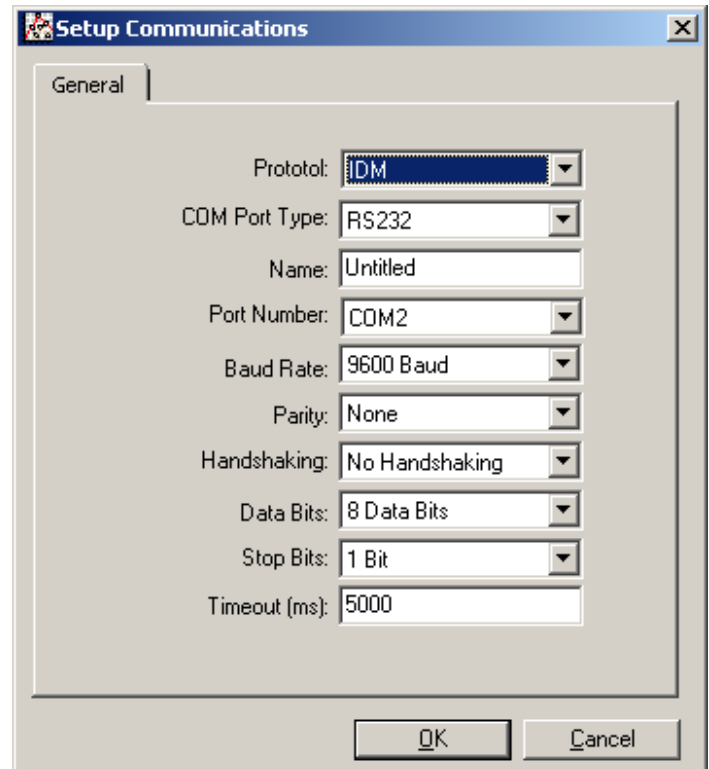 Setup Communications
General
Prototol: IDM
COM Port Type: RS232
Name: Untitled
Port Number: COM2
Baud Rate: 9600 Baud
Parity: None
Handshaking: No Handshaking
Data Bits: 8 Data Bits
Stop Bits: 1 Bit
Timeout (ms): 5000
OK Cancel